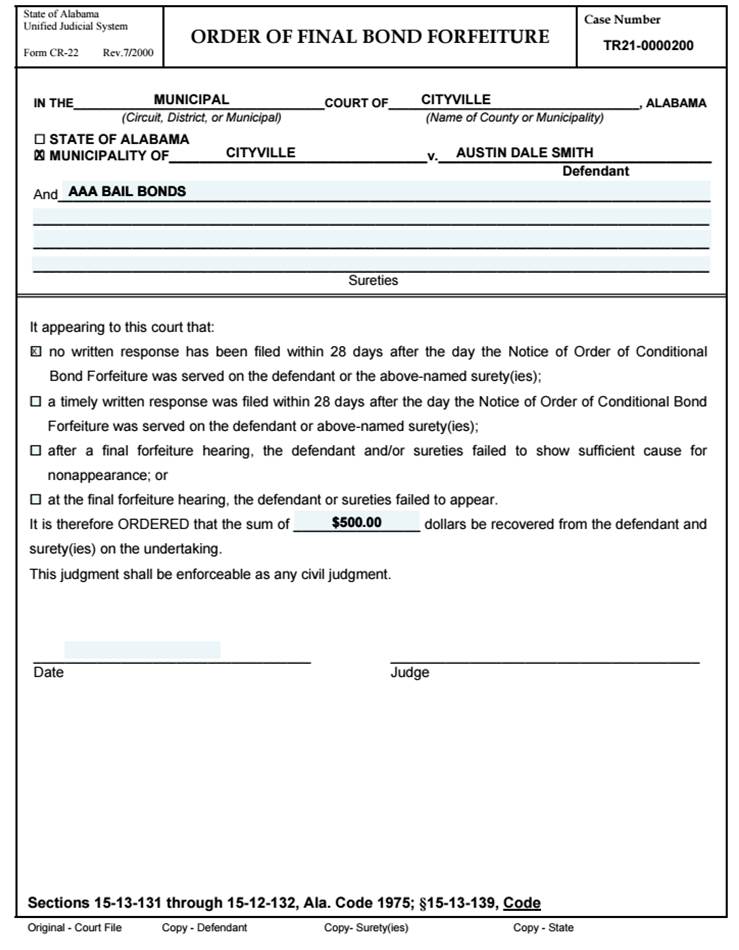 State of Alabama
Unified Judicial System
Form CR-22 Rev.7/2000
ORDER OF FINAL BOND FORFEITURE
Case Number
TR21-0000200
IN THE MUNICIPAL COURT OF CITYVILLE, ALABAMA
(Circuit, District, or Municipal) (Name of County or Municipality)
☐ STATE OF ALABAMA
☒ MUNICIPALITY OF CITYVILLE v. AUSTIN DALE SMITH
Defendant
And AAA BAIL BONDS
Sureties
It appearing to this court that:
☒ no written response has been filed within 28 days after the day the Notice of Order of Conditional
Bond Forfeiture was served on the defendant or the above-named surety(ies);
☐ a timely written response was filed within 28 days after the day the Notice of Order of Conditional Bond
Forfeiture was served on the defendant or above-named surety(ies);
☐ after a final forfeiture hearing, the defendant and/or sureties failed to show sufficient cause for
nonappearance; or
☐ at the final forfeiture hearing, the defendant or sureties failed to appear.
It is therefore ORDERED that the sum of $500.00 dollars be recovered from the defendant and
surety(ies) on the undertaking.
This judgment shall be enforceable as any civil judgment.
Date Judge
Sections 15-13-131 through 15-12-132, Ala. Code 1975; §15-13-139, Code
Original - Court File Copy - Defendant Copy- Surety(ies) Copy - State